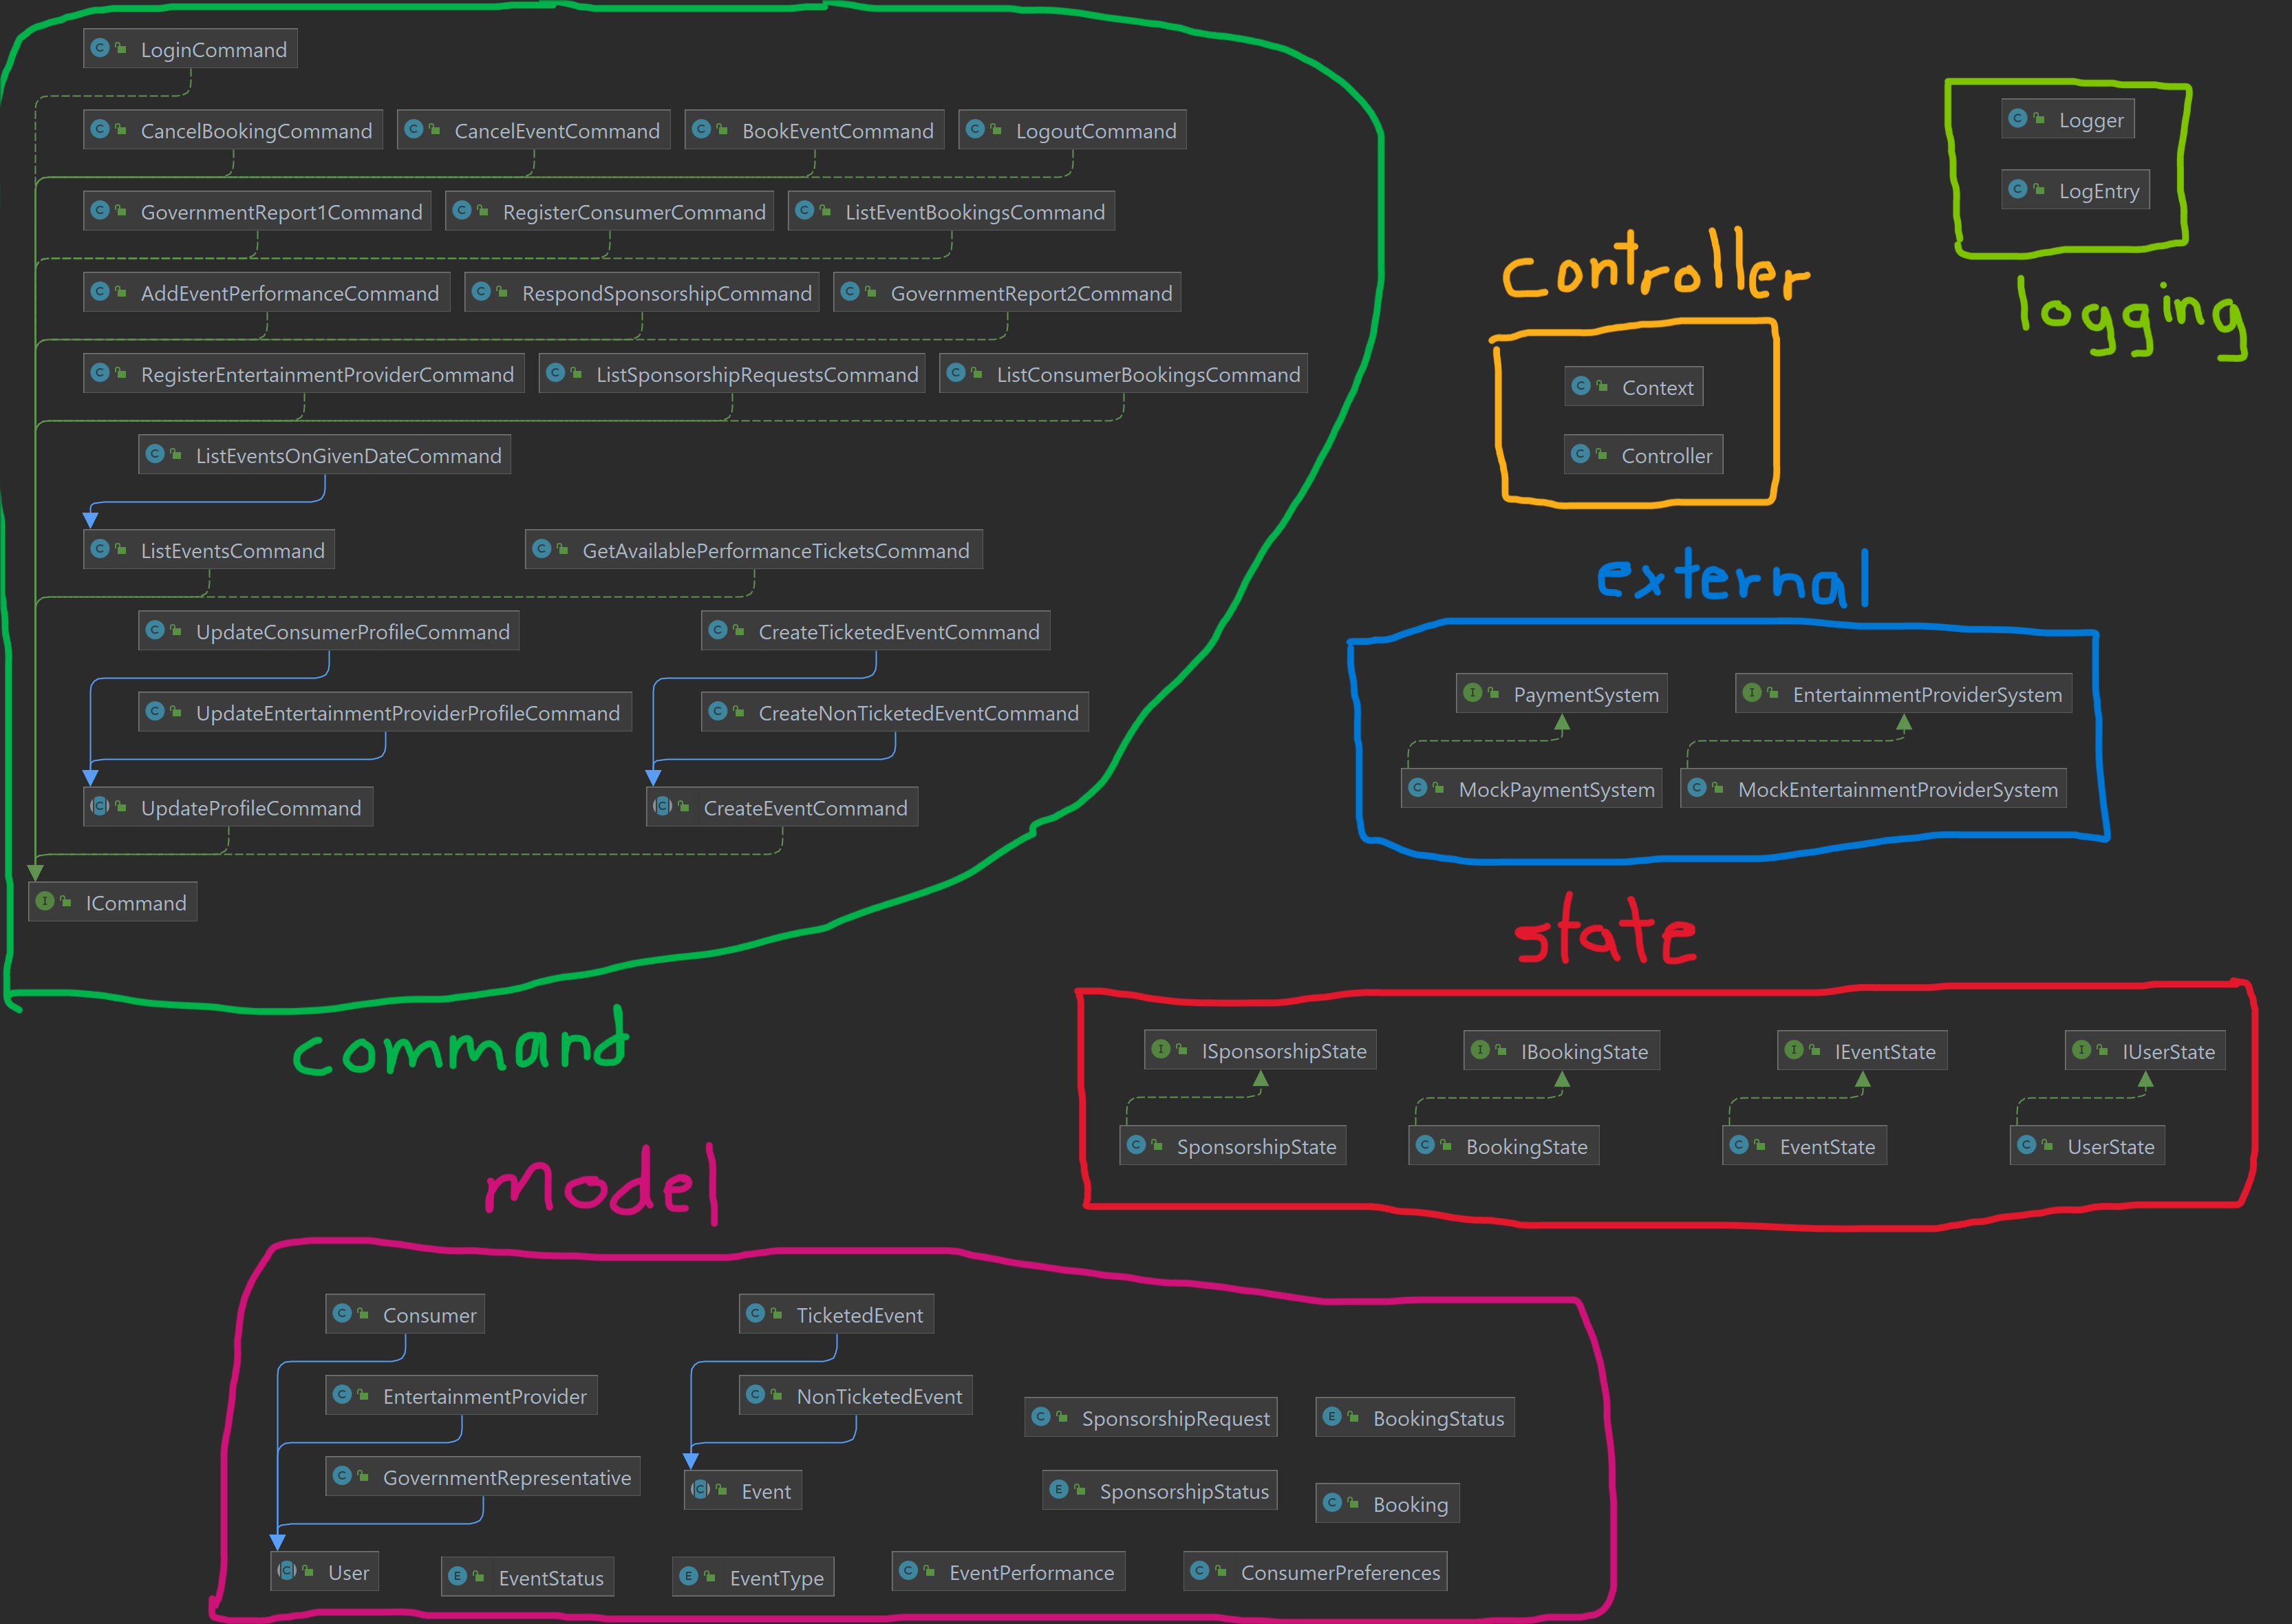 LoginCommand
CancelBookingCommand CancelEventCommand BookEventCommand LogoutCommand
GovernmentReport1Command RegisterConsumerCommand ListEventBookingsCommand
AddEventPerformanceCommand RespondSponsorshipCommand GovernmentReport2Command
RegisterEntertainmentProviderCommand ListSponsorshipRequestsCommand ListConsumerBookingsCommand
ListEventsOnGivenDateCommand
ListEventsCommand GetAvailablePerformanceTicketsCommand
UpdateConsumerProfileCommand CreateTicketedEventCommand
UpdateEntertainmentProviderProfileCommand CreateNonTicketedEventCommand
UpdateProfileCommand CreateEventCommand
ICommand
command
Logger
LogEntry
logging
controller
Context
Controller
external
PaymentSystem EntertainmentProviderSystem
MockPaymentSystem MockEntertainmentProviderSystem
state
ISponsorshipState IBookingState IEventState IUserState
SponsorshipState BookingState EventState UserState
model
Consumer TicketedEvent
EntertainmentProvider NonTicketedEvent
SponsorshipRequest BookingStatus
GovernmentRepresentative Event SponsorshipStatus Booking
User EventStatus EventType EventPerformance ConsumerPreferences